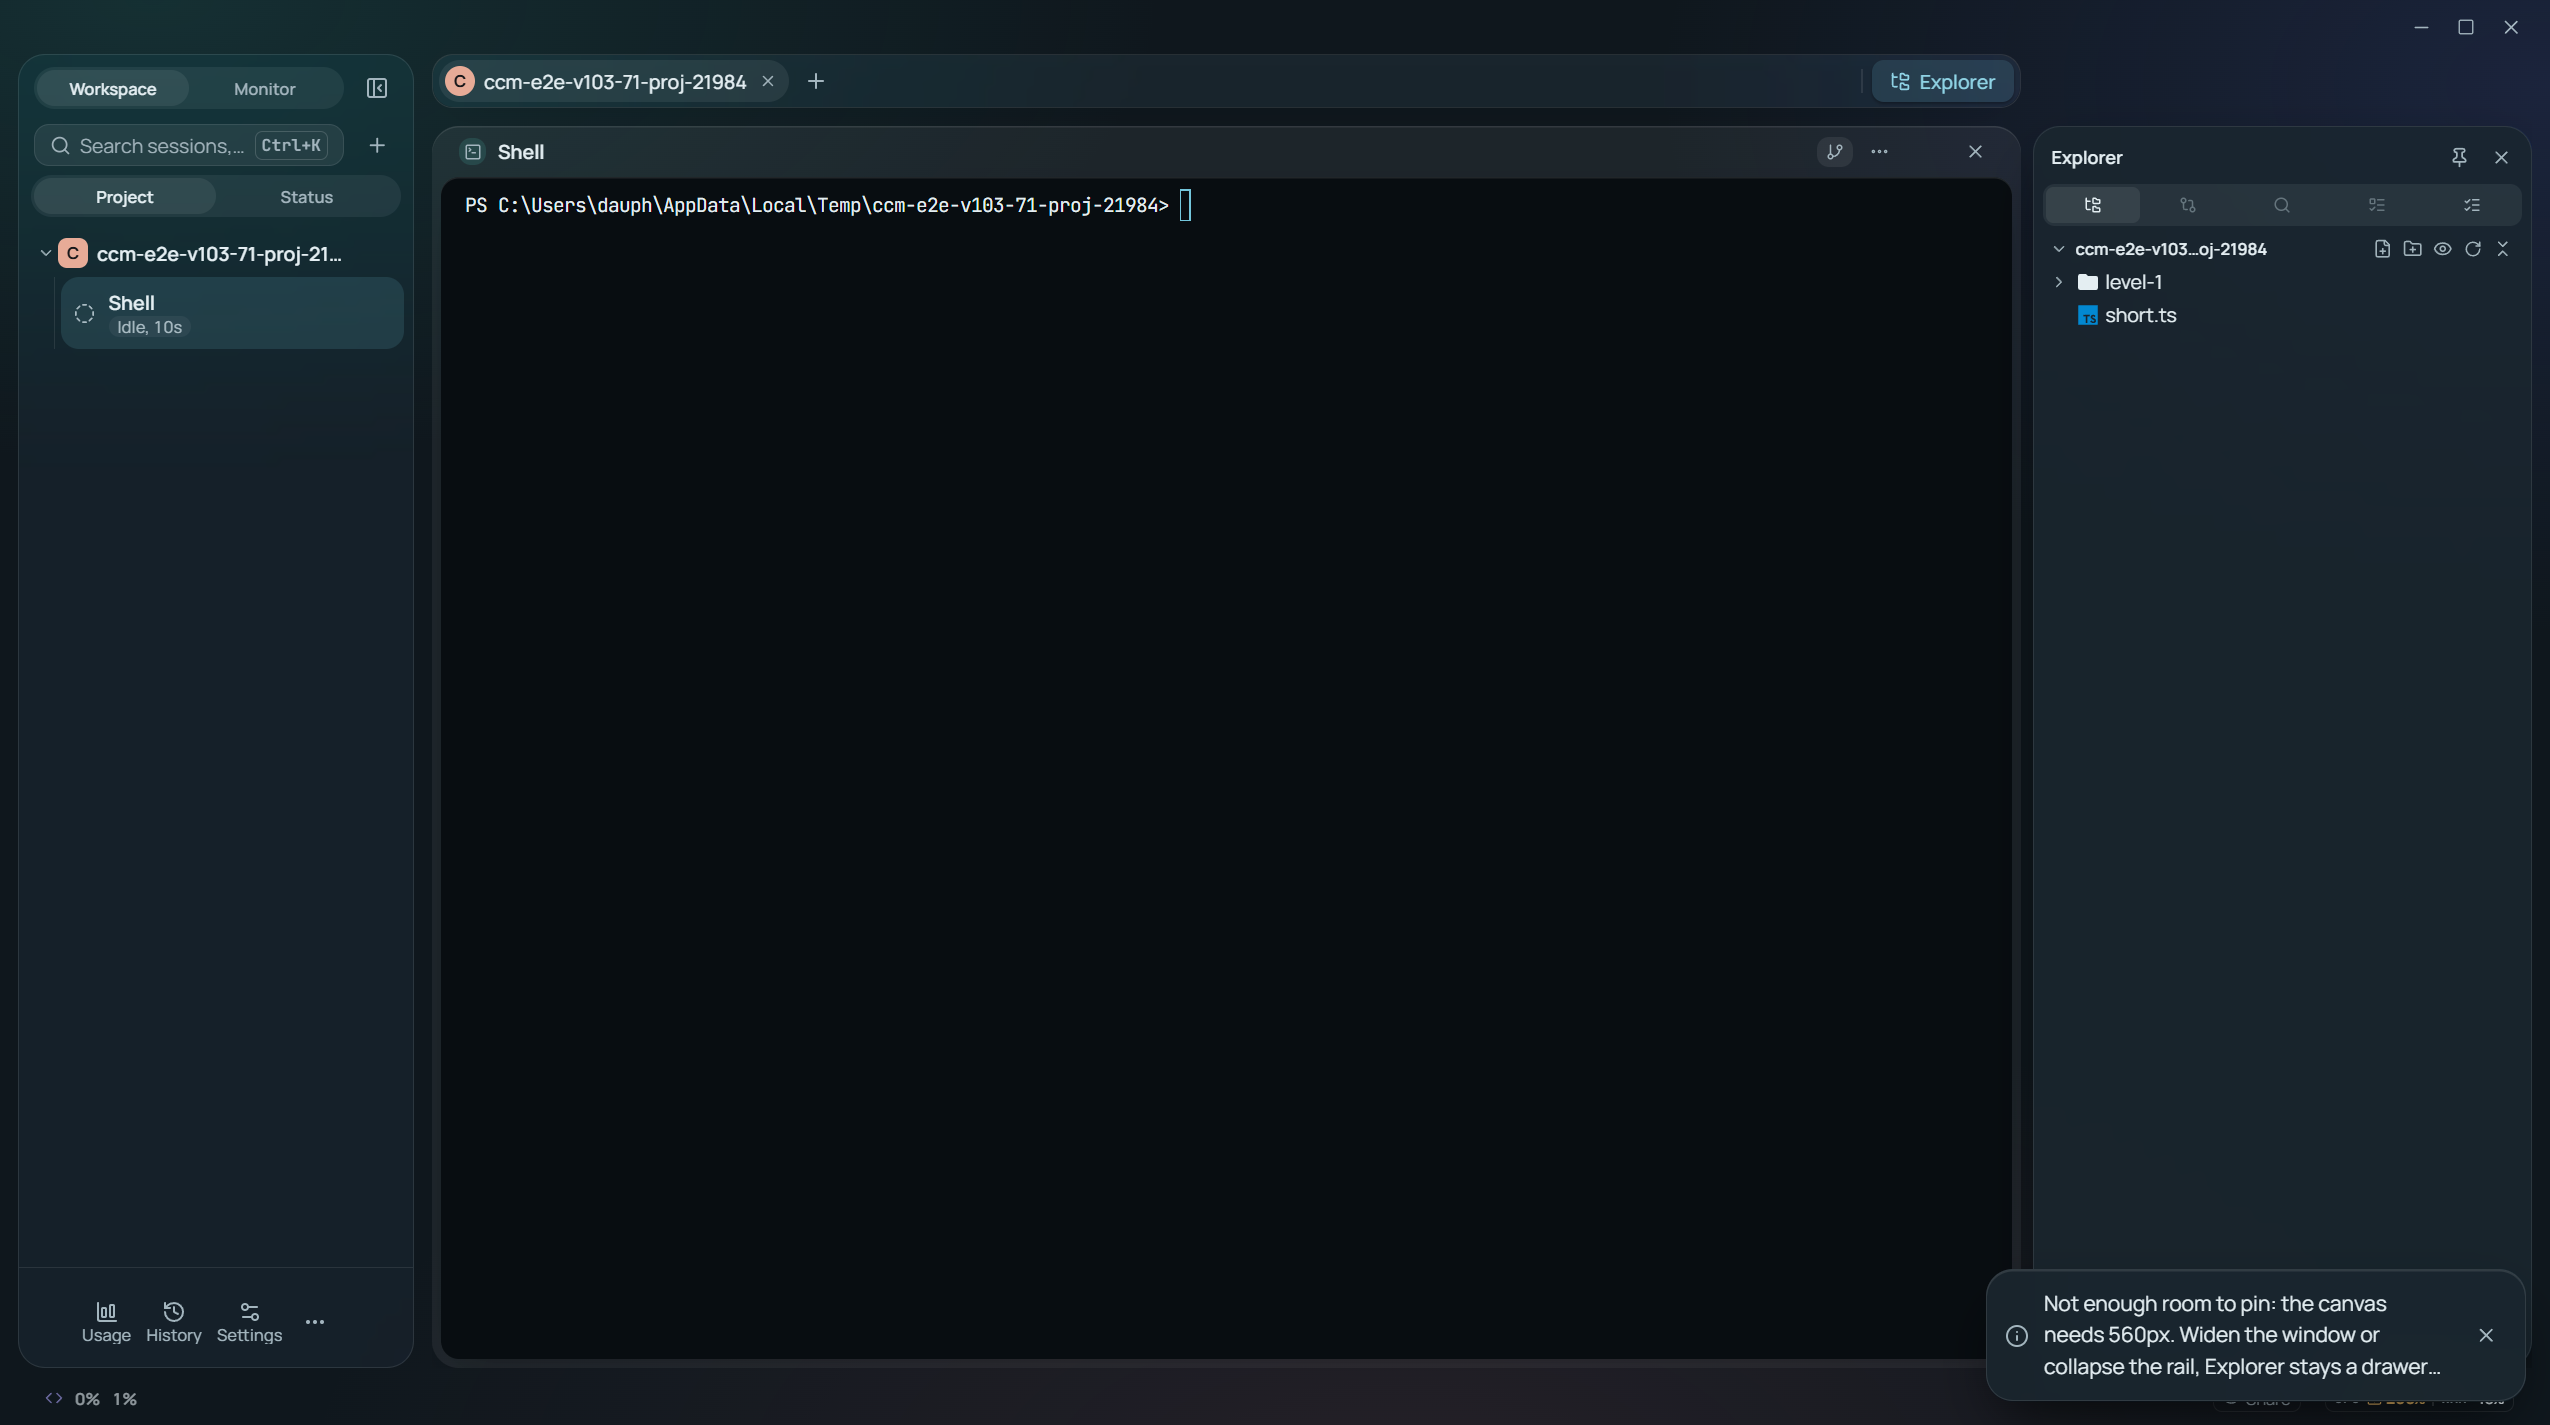 Workspace
Monitor
Search sessions,...
Ctrl+K
Project
Status
C ccm-e2e-v103-71-proj-21...
Shell
Idle, 10s
Usage
History
Settings
0% 1%
C ccm-e2e-v103-71-proj-21984
Explorer
Shell
PS C:\Users\dauph\AppData\Local\Temp\ccm-e2e-v103-71-proj-21984>
Explorer
ccm-e2e-v103...oj-21984
level-1
TS short.ts
Not enough room to pin: the canvas
needs 560px. Widen the window or
collapse the rail, Explorer stays a drawer...